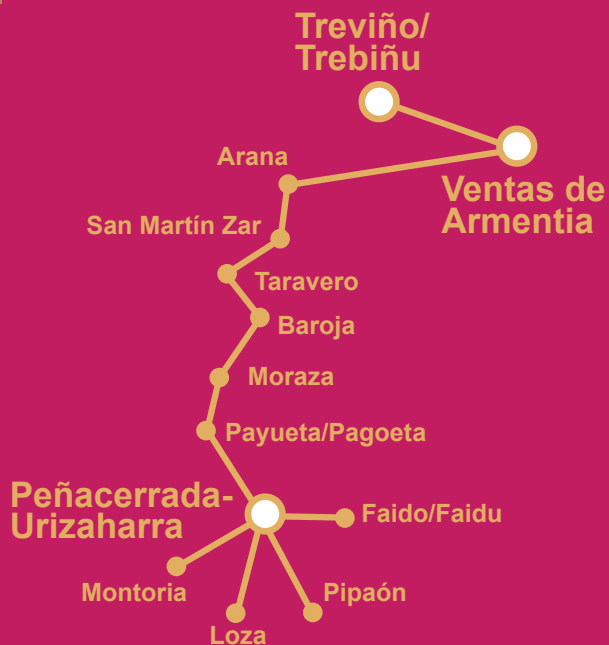 Treviño/
Trebiñu
Arana
Ventas de
Armentia
San Martín Zar
Taravero
Baroja
Moraza
Payueta/Pagoeta
Peñacerrada-
Urizaharra
Faido/Faidu
Montoria
Pipaón
Loza